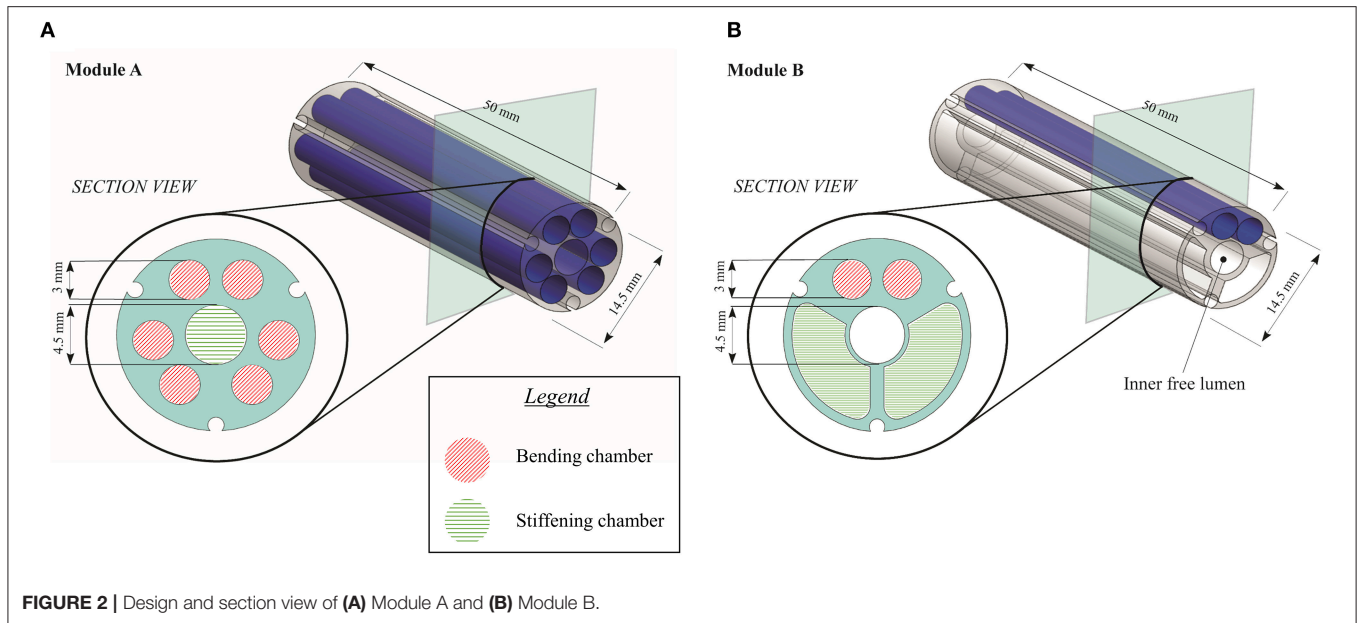 A
Module A
50 mm
SECTION VIEW
3 mm
4.5 mm
14.5 mm
Legend
Bending chamber
Stiffening chamber
B
Module B
50 mm
SECTION VIEW
3 mm
4.5 mm
14.5 mm
Inner free lumen
FIGURE 2 | Design and section view of (A) Module A and (B) Module B.